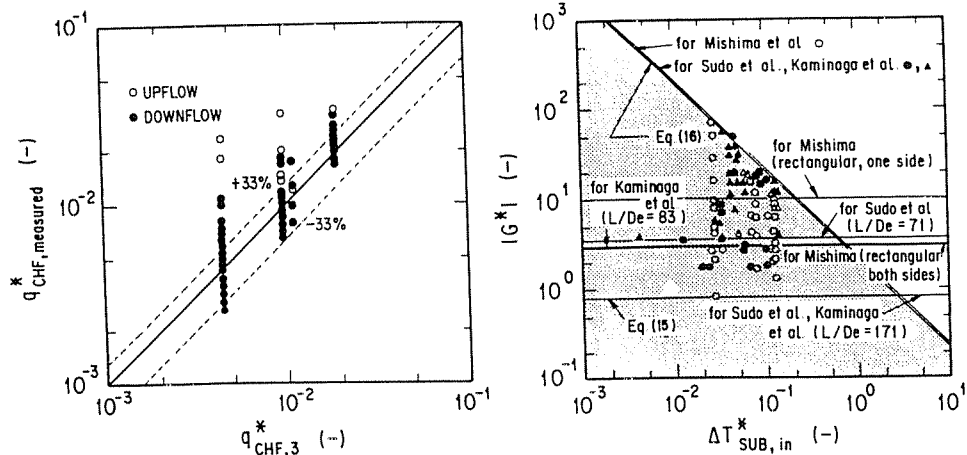 10^-1
○ UPFLOW
● DOWNFLOW
q*CHF,measured (-)
10^-2
+33%
-33%
10^-3
10^-3
10^-2
10^-1
q*CHF,3 (-)
10^3
for Mishima et al ○
for Sudo et al., Kaminaga et al. ●, ▲
10^2
Eq (16)
for Mishima
(rectangular, one side)
|G*| (-)
10^1
for Kaminaga
et al
(L/De = 83)
for Sudo et al
(L/De = 71)
for Mishima (rectangular
both sides)
10^0
for Sudo et al., Kaminaga
et al. (L/De = 171)
Eq (15)
10^-1
10^-3
10^-2
10^-1
10^0
10^1
ΔT*SUB, in (-)